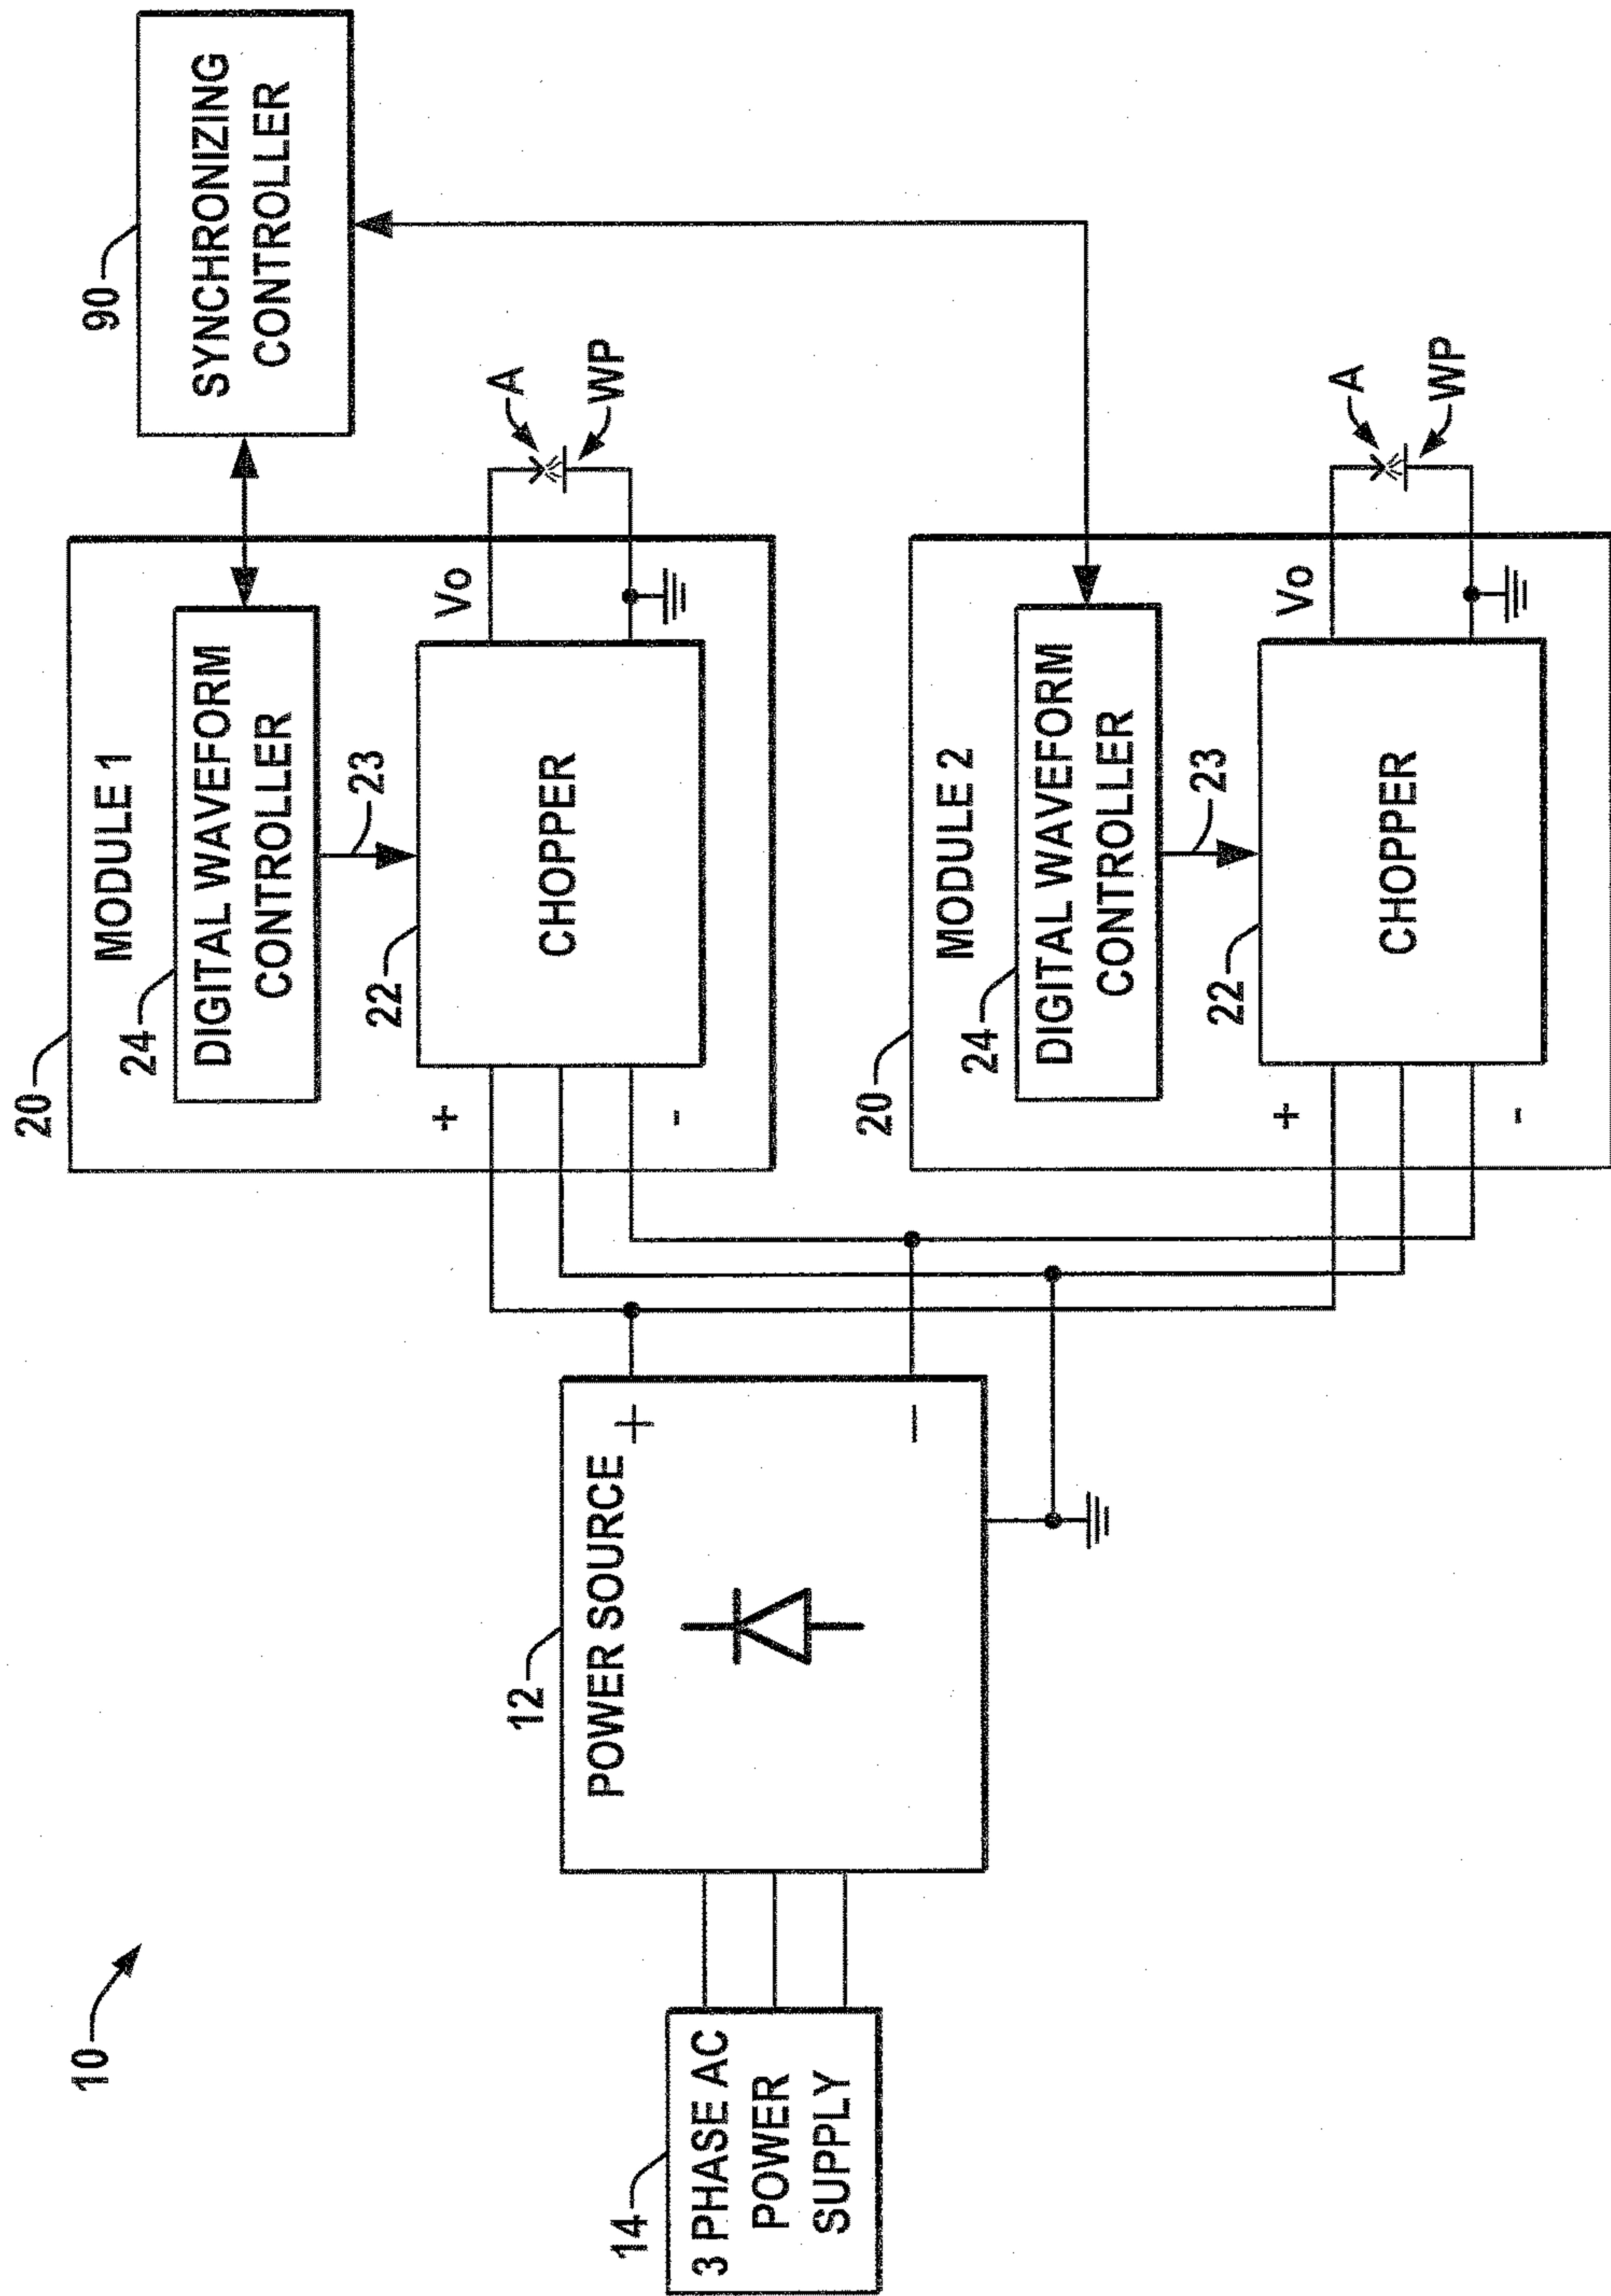 10
14
3 PHASE AC
POWER
SUPPLY
12
POWER SOURCE
+
−
20
MODULE 1
24
DIGITAL WAVEFORM
CONTROLLER
23
22
CHOPPER
+
-
Vo
A
WP
90
SYNCHRONIZING
CONTROLLER
20
MODULE 2
24
DIGITAL WAVEFORM
CONTROLLER
23
22
CHOPPER
+
-
Vo
A
WP